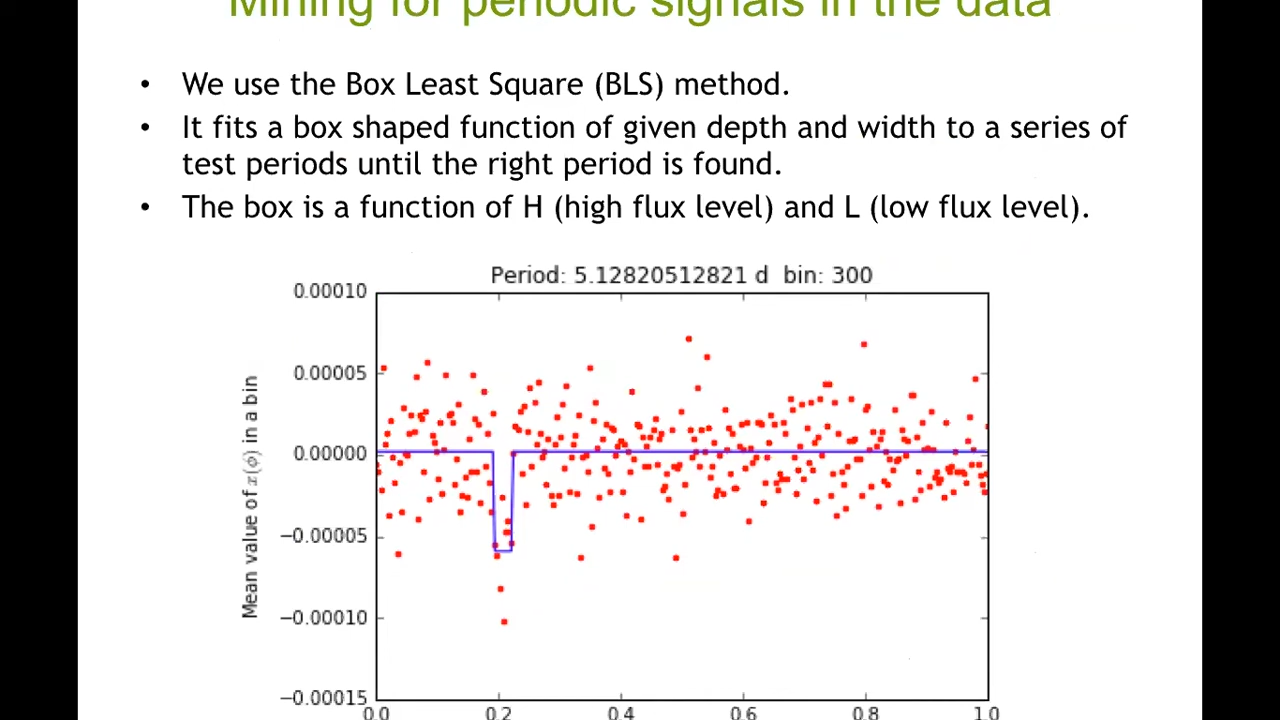 Mining for periodic signals in the data
• We use the Box Least Square (BLS) method.
• It fits a box shaped function of given depth and width to a series of
test periods until the right period is found.
• The box is a function of H (high flux level) and L (low flux level).
Period: 5.12820512821 d bin: 300
0.00010
0.00005
0.00000
−0.00005
−0.00010
−0.00015
Mean value of x(ϕ) in a bin
0.0 0.2 0.4 0.6 0.8 1.0